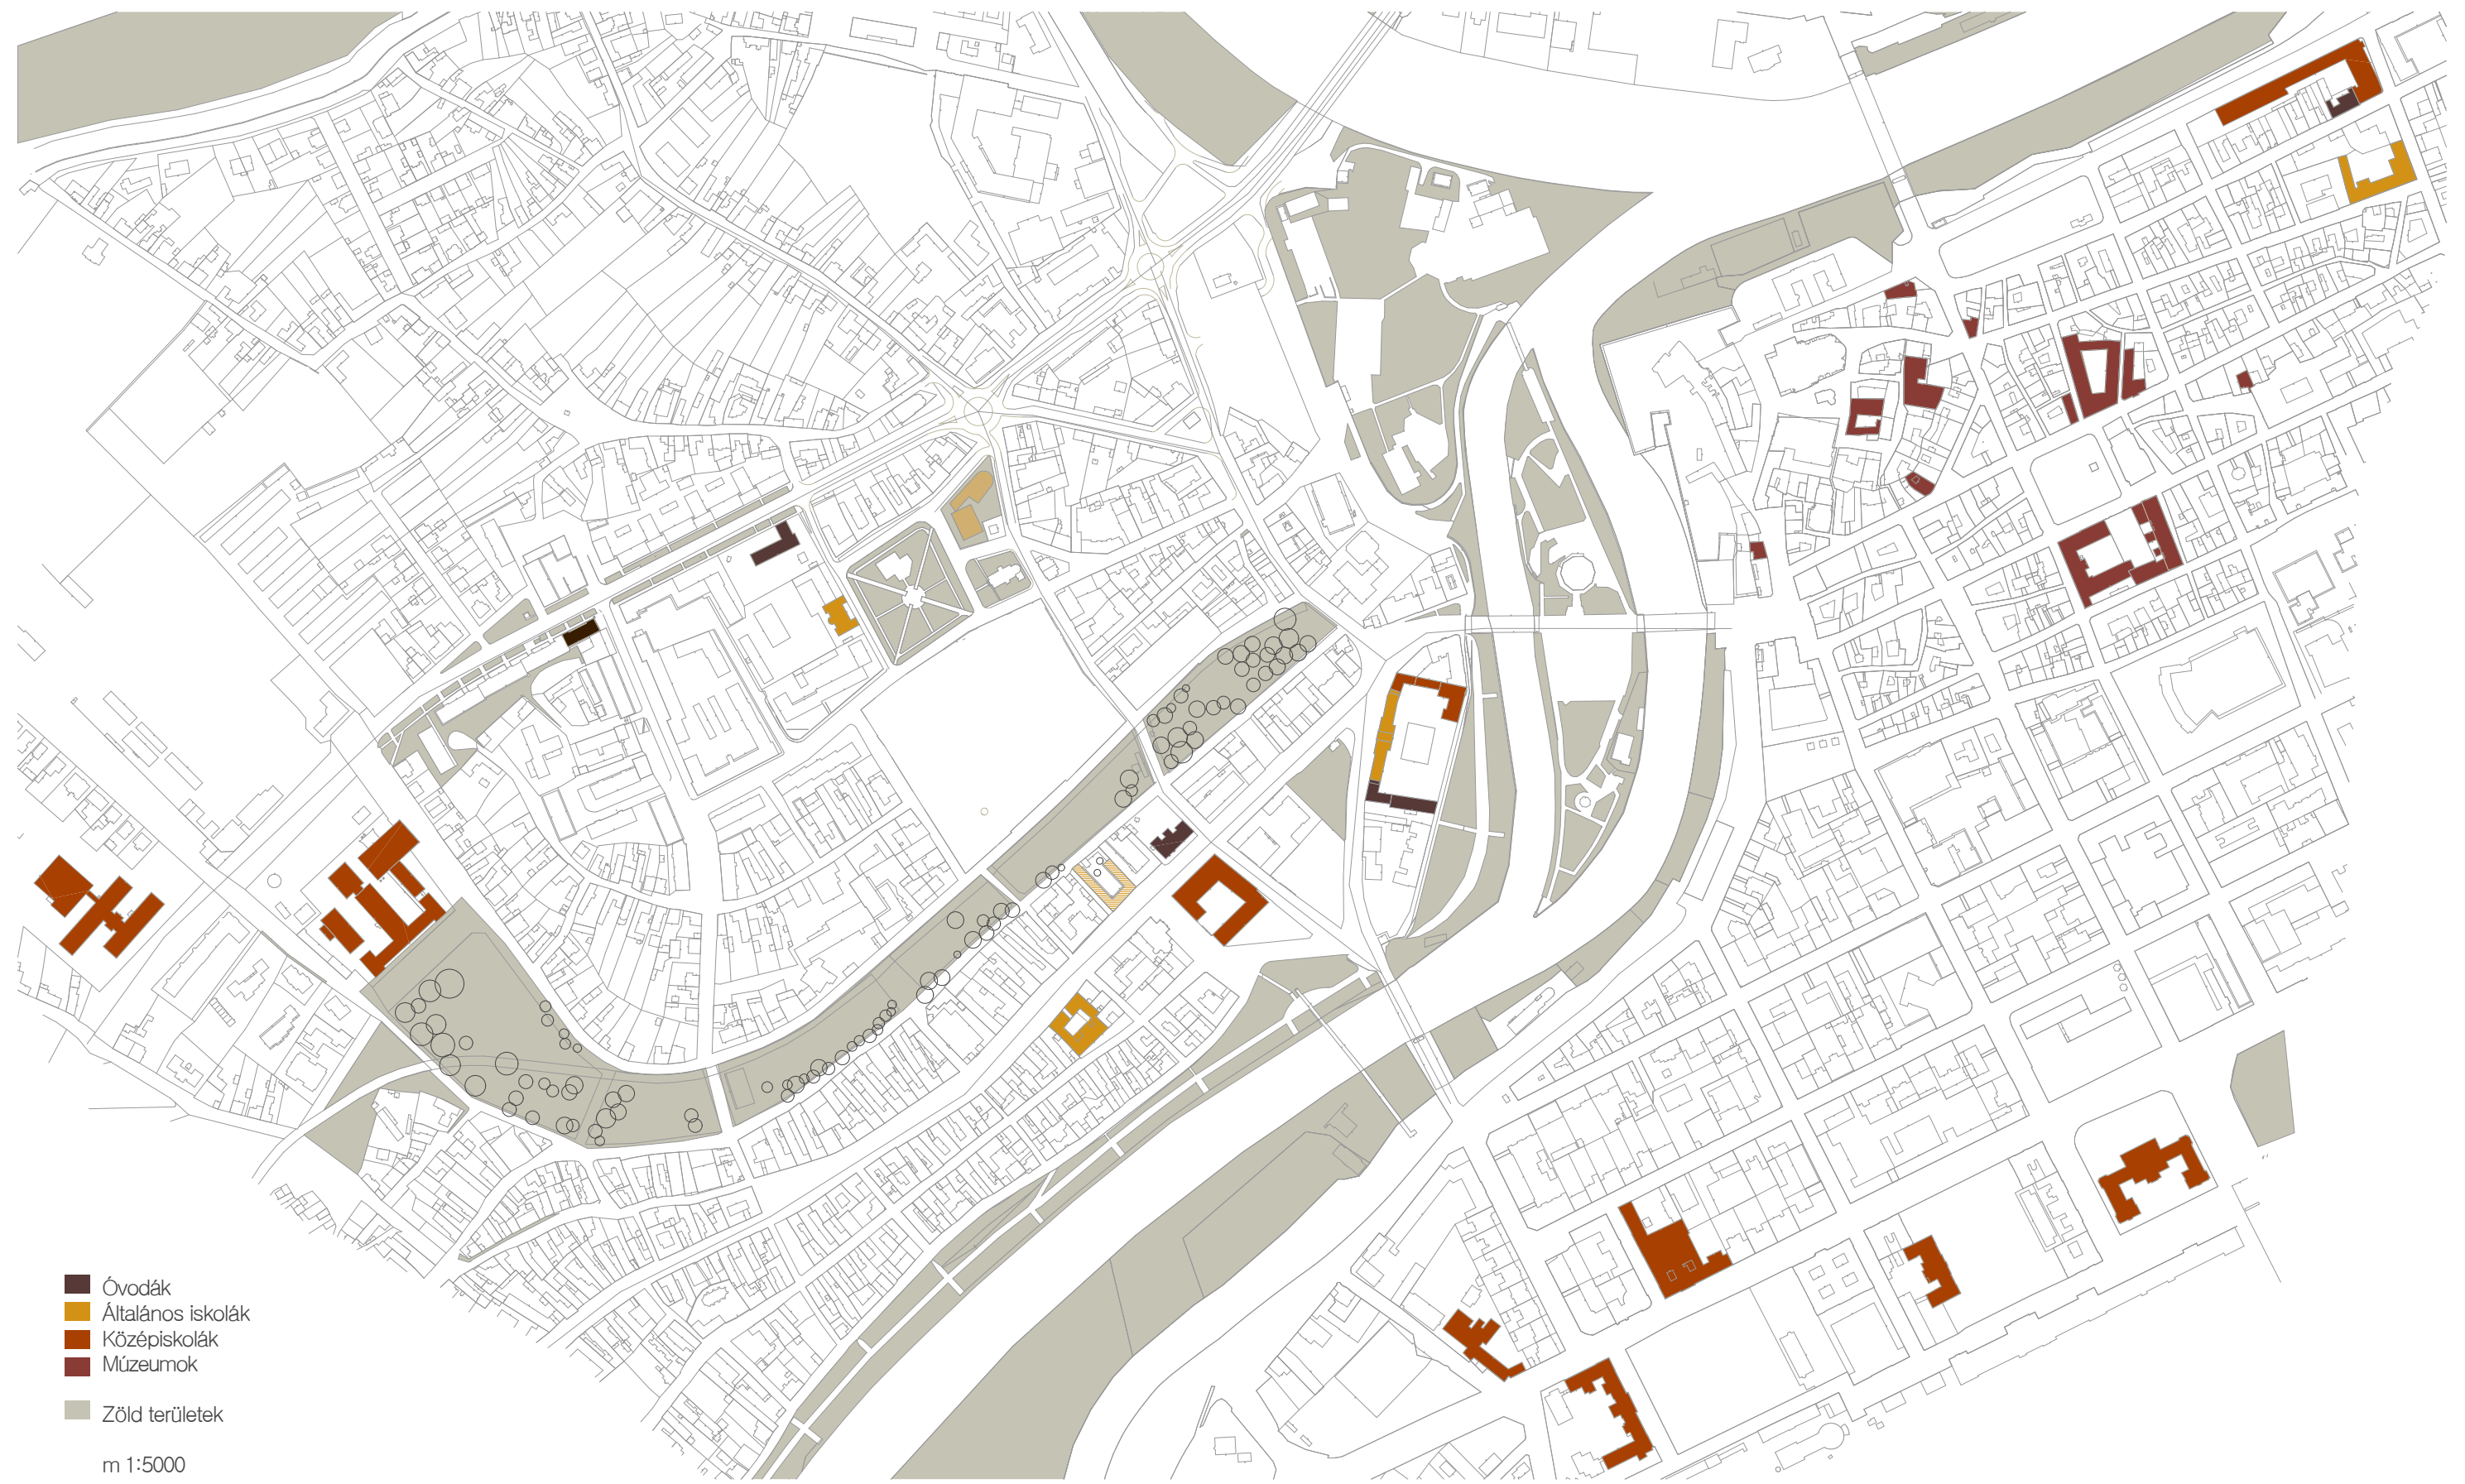 Óvodák
Általános iskolák
Középiskolák
Múzeumok
Zöld területek
m 1:5000